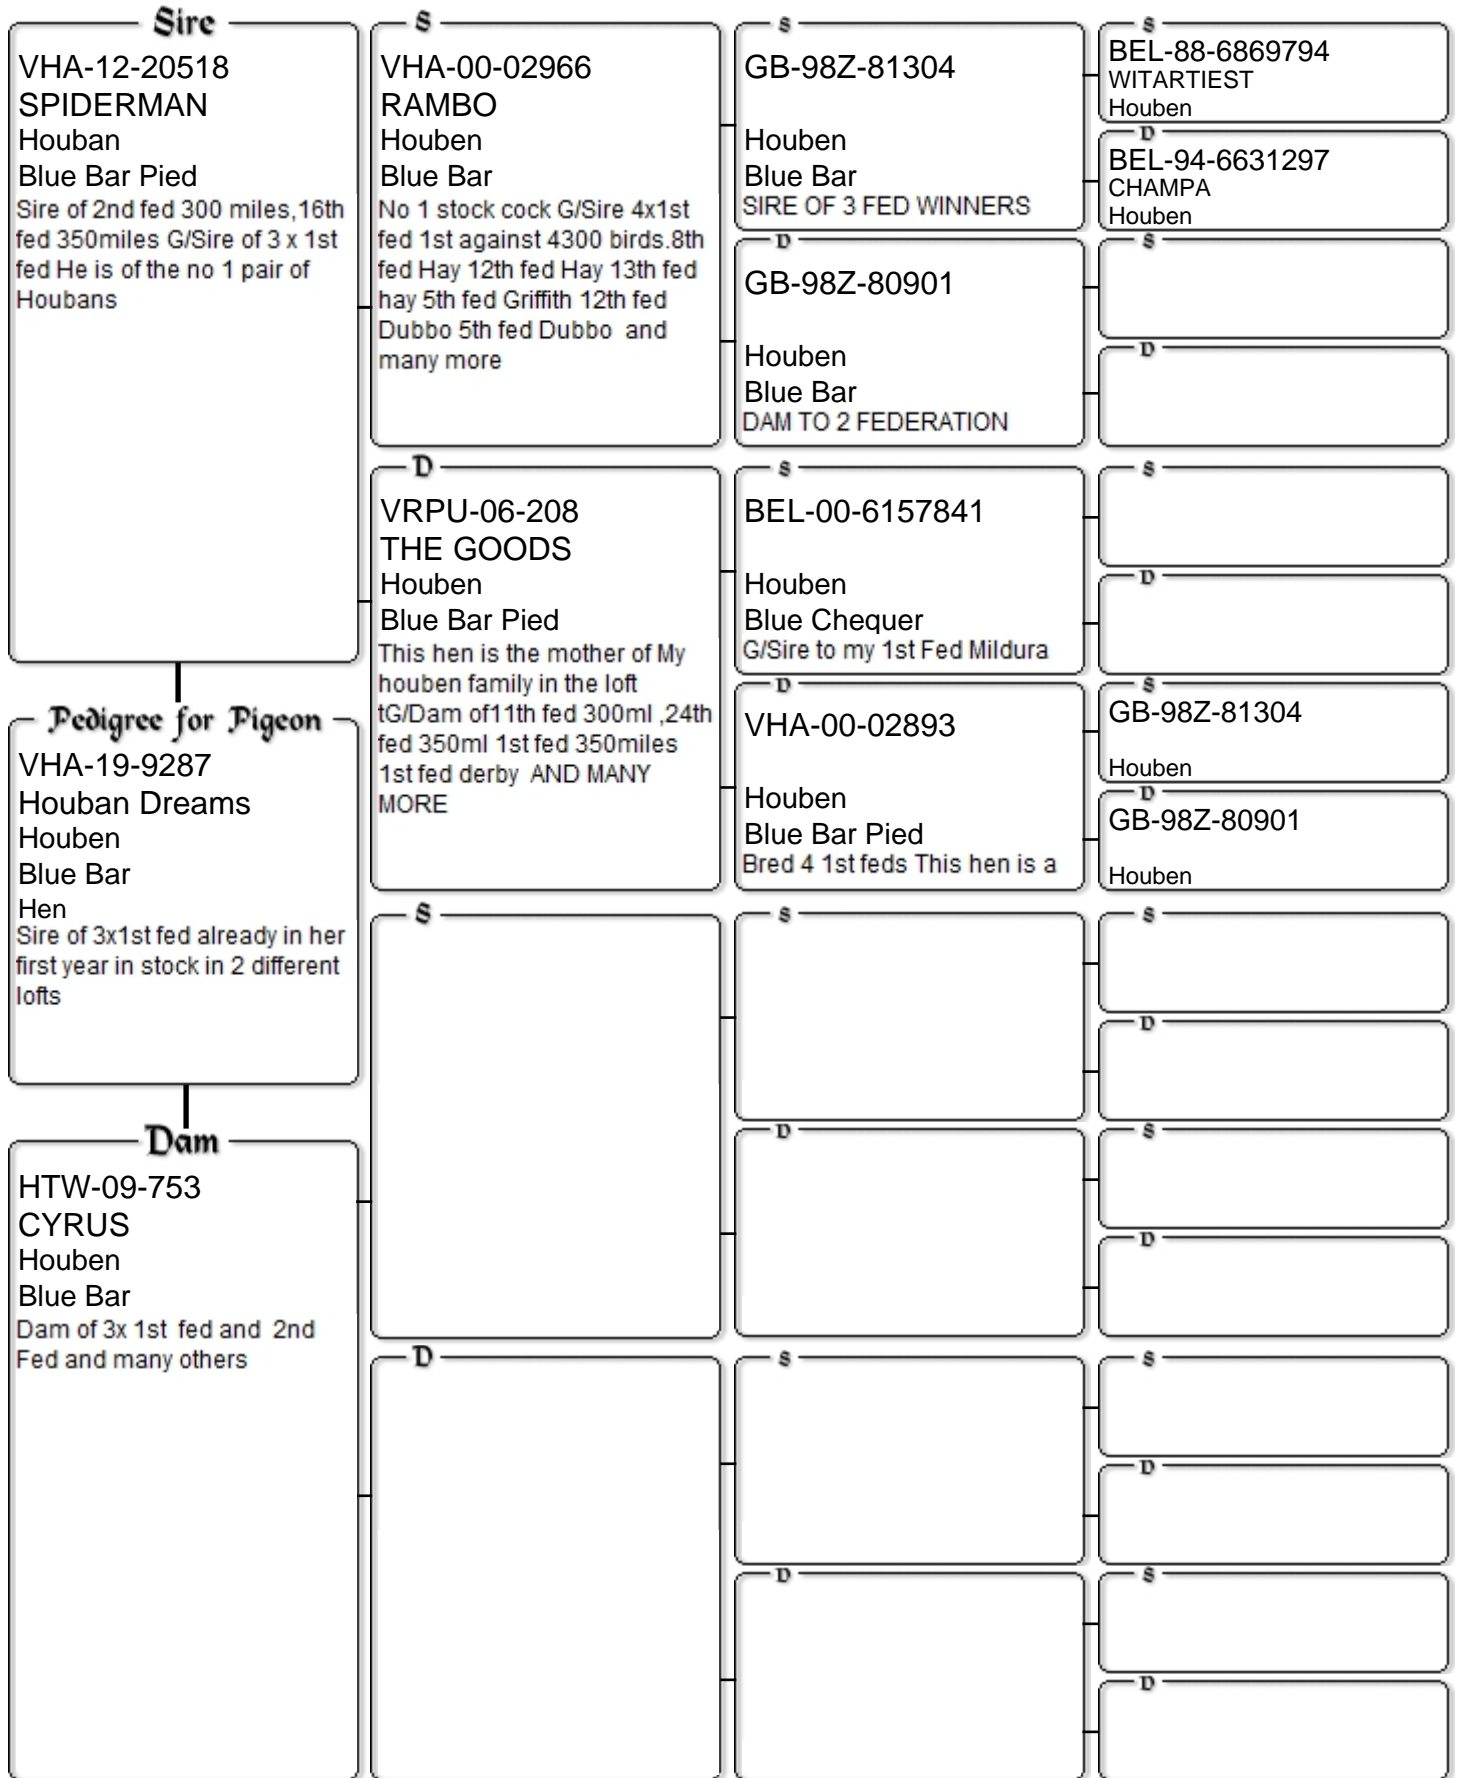 Sire
VHA-12-20518
SPIDERMAN
Houban
Blue Bar Pied
Sire of 2nd fed 300 miles,16th
fed 350miles G/Sire of 3 x 1st
fed He is of the no 1 pair of
Houbans
Pedigree for Pigeon
VHA-19-9287
Houban Dreams
Houben
Blue Bar
Hen
Sire of 3x1st fed already in her
first year in stock in 2 different
lofts
Dam
HTW-09-753
CYRUS
Houben
Blue Bar
Dam of 3x 1st fed and 2nd
Fed and many others
S
VHA-00-02966
RAMBO
Houben
Blue Bar
No 1 stock cock G/Sire 4x1st
fed 1st against 4300 birds.8th
fed Hay 12th fed Hay 13th fed
hay 5th fed Griffith 12th fed
Dubbo 5th fed Dubbo and
many more
D
VRPU-06-208
THE GOODS
Houben
Blue Bar Pied
This hen is the mother of My
houben family in the loft
tG/Dam of11th fed 300ml ,24th
fed 350ml 1st fed 350miles
1st fed derby AND MANY
MORE
S
D
S
GB-98Z-81304
Houben
Blue Bar
SIRE OF 3 FED WINNERS
D
GB-98Z-80901
Houben
Blue Bar
DAM TO 2 FEDERATION
S
BEL-00-6157841
Houben
Blue Chequer
G/Sire to my 1st Fed Mildura
D
VHA-00-02893
Houben
Blue Bar Pied
Bred 4 1st feds This hen is a
S
D
S
D
S
BEL-88-6869794
WITARTIEST
Houben
D
BEL-94-6631297
CHAMPA
Houben
S
D
S
D
S
GB-98Z-81304
Houben
D
GB-98Z-80901
Houben
S
D
S
D
S
D
S
D